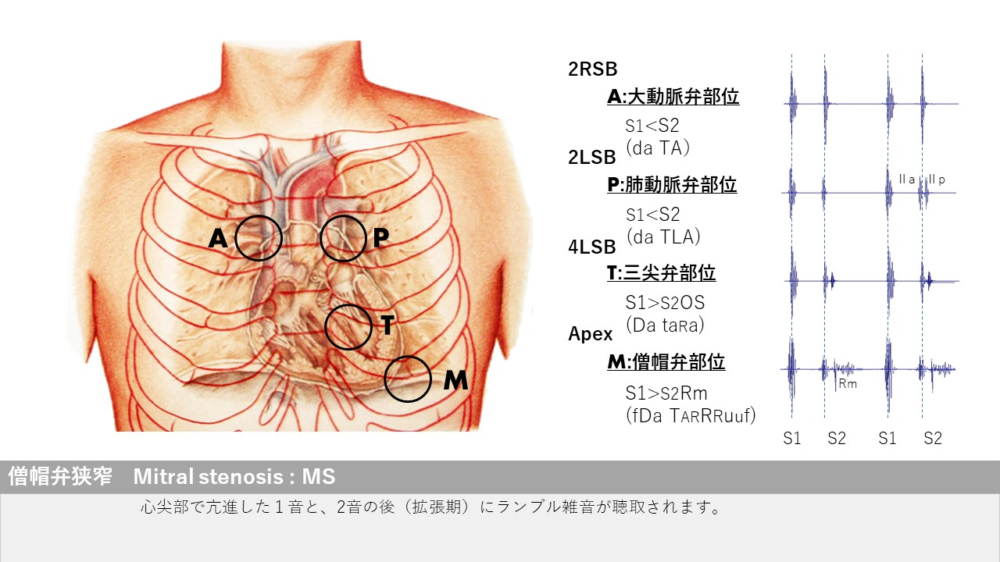 A
P
T
M
2RSB
A:大動脈弁部位
S1<S2
(da TA)
2LSB
P:肺動脈弁部位
S1<S2
(da TLA)
4LSB
T:三尖弁部位
S1>S2OS
(Da taRa)
Apex
M:僧帽弁部位
S1>S2Rm
(fDa TARRRuuf)
II a
II p
Rm
S1 S2 S1 S2
僧帽弁狭窄 Mitral stenosis : MS
心尖部で亢進した１音と、2音の後（拡張期）にランブル雑音が聴取されます。